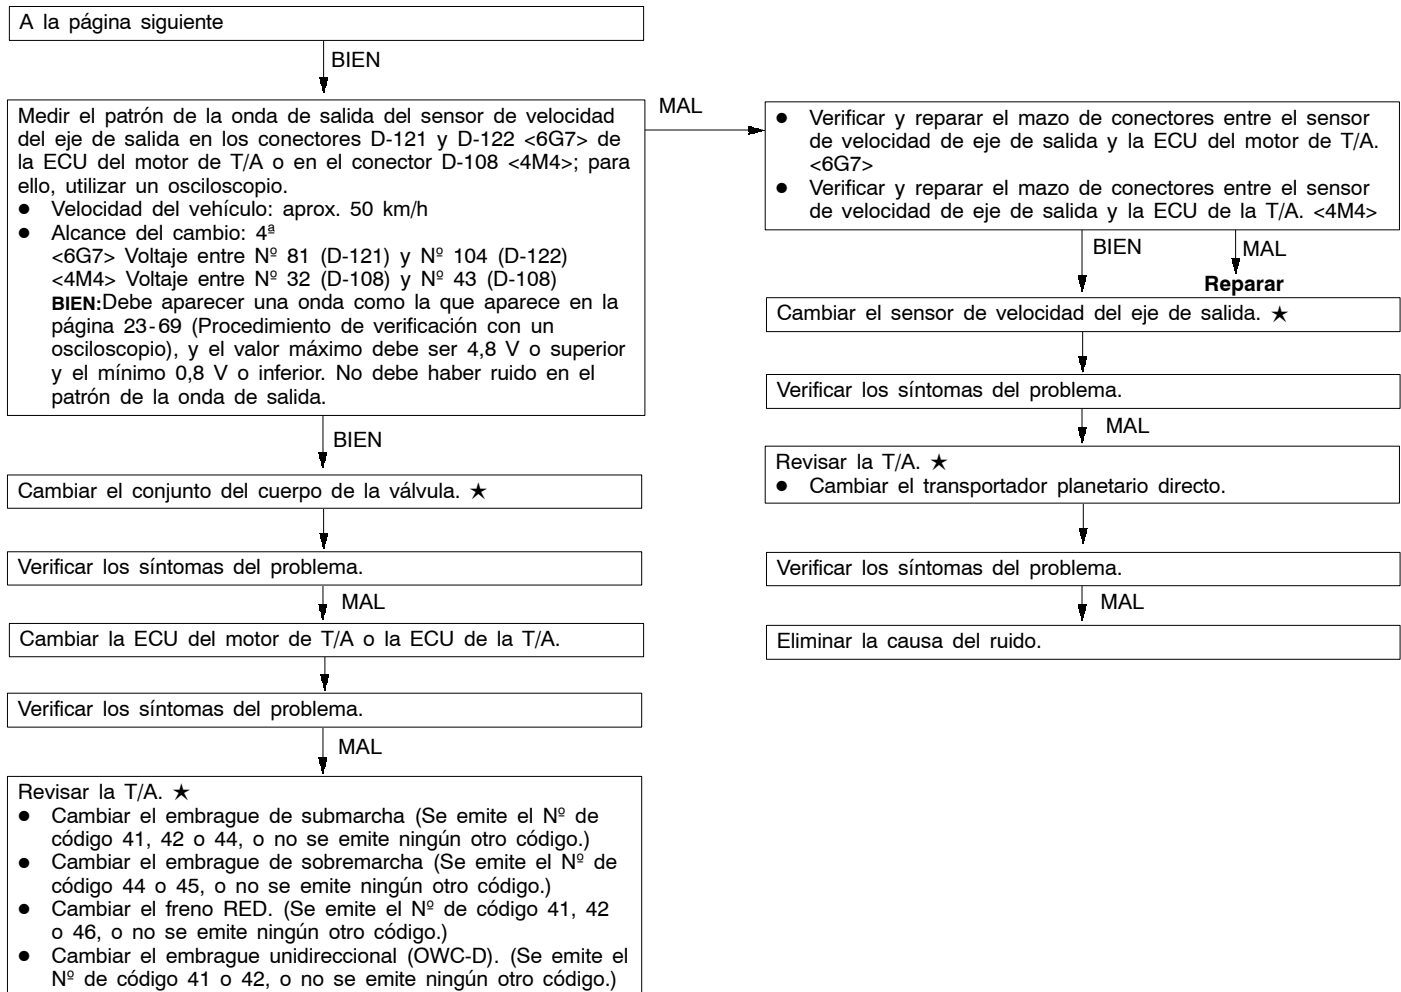 A la página siguiente
BIEN
Medir el patrón de la onda de salida del sensor de velocidad
del eje de salida en los conectores D-121 y D-122 <6G7> de
la ECU del motor de T/A o en el conector D-108 <4M4>; para
ello, utilizar un osciloscopio.
● Velocidad del vehículo: aprox. 50 km/h
● Alcance del cambio: 4ª
<6G7> Voltaje entre Nº 81 (D-121) y Nº 104 (D-122)
<4M4> Voltaje entre Nº 32 (D-108) y Nº 43 (D-108)
BIEN:Debe aparecer una onda como la que aparece en la
página 23-69 (Procedimiento de verificación con un
osciloscopio), y el valor máximo debe ser 4,8 V o superior
y el mínimo 0,8 V o inferior. No debe haber ruido en el
patrón de la onda de salida.
BIEN
Cambiar el conjunto del cuerpo de la válvula. ★
Verificar los síntomas del problema.
MAL
Cambiar la ECU del motor de T/A o la ECU de la T/A.
Verificar los síntomas del problema.
MAL
Revisar la T/A. ★
● Cambiar el embrague de submarcha (Se emite el Nº de
código 41, 42 o 44, o no se emite ningún otro código.)
● Cambiar el embrague de sobremarcha (Se emite el Nº de
código 44 o 45, o no se emite ningún otro código.)
● Cambiar el freno RED. (Se emite el Nº de código 41, 42
o 46, o no se emite ningún otro código.)
● Cambiar el embrague unidireccional (OWC-D). (Se emite el
Nº de código 41 o 42, o no se emite ningún otro código.)
MAL
● Verificar y reparar el mazo de conectores entre el sensor
de velocidad de eje de salida y la ECU del motor de T/A.
<6G7>
● Verificar y reparar el mazo de conectores entre el sensor
de velocidad de eje de salida y la ECU de la T/A. <4M4>
BIEN
MAL
Reparar
Cambiar el sensor de velocidad del eje de salida. ★
Verificar los síntomas del problema.
MAL
Revisar la T/A. ★
● Cambiar el transportador planetario directo.
Verificar los síntomas del problema.
MAL
Eliminar la causa del ruido.